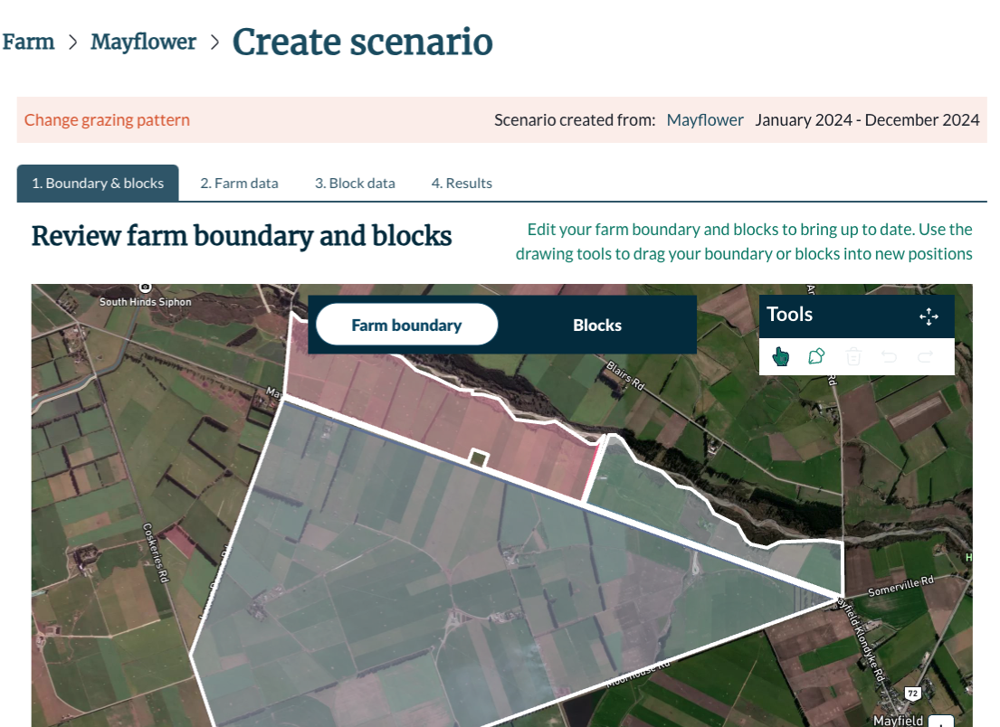 Farm > Mayflower > Create scenario
Change grazing pattern
Scenario created from: Mayflower January 2024 - December 2024
1. Boundary & blocks
2. Farm data
3. Block data
4. Results
Review farm boundary and blocks
Edit your farm boundary and blocks to bring up to date. Use the
drawing tools to drag your boundary or blocks into new positions
South Hinds Siphon
Farm boundary
Blocks
Tools
Blairs Rd
Rd
Coskeries Rd
Somerville Rd
ayfield Klondyke Rd
Moorhouse Rd
72
Mayfield